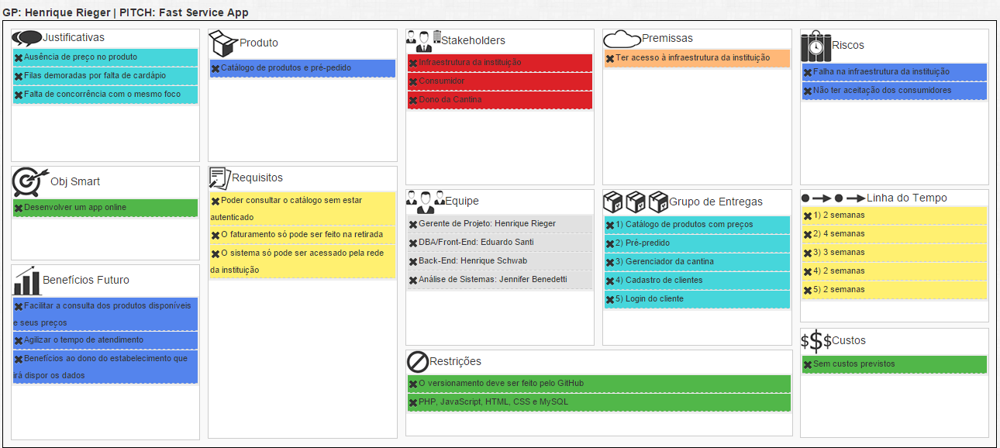 GP: Henrique Rieger | PITCH: Fast Service App
Justificativas
Ausência de preço no produto
Filas demoradas por falta de cardápio
Falta de concorrência com o mesmo foco
Obj Smart
Desenvolver um app online
Benefícios Futuro
Facilitar a consulta dos produtos disponíveis
e seus preços
Agilizar o tempo de atendimento
Benefícios ao dono do estabelecimento que
irá dispor os dados
Produto
Catálogo de produtos e pré-pedido
Requisitos
Poder consultar o catálogo sem estar
autenticado
O faturamento só pode ser feito na retirada
O sistema só pode ser acessado pela rede
da instituição
Stakeholders
Infraestrutura da instituição
Consumidor
Dono da Cantina
Equipe
Gerente de Projeto: Henrique Rieger
DBA/Front-End: Eduardo Santi
Back-End: Henrique Schwab
Análise de Sistemas: Jennifer Benedetti
Restrições
O versionamento deve ser feito pelo GitHub
PHP, JavaScript, HTML, CSS e MySQL
Premissas
Ter acesso à infraestrutura da instituição
Grupo de Entregas
1) Catálogo de produtos com preços
2) Pré-predido
3) Gerenciador da cantina
4) Cadastro de clientes
5) Login do cliente
Riscos
Falha na infraestrutura da instituição
Não ter aceitação dos consumidores
Linha do Tempo
1) 2 semanas
2) 4 semanas
3) 3 semanas
4) 2 semanas
5) 2 semanas
$$$Custos
Sem custos previstos